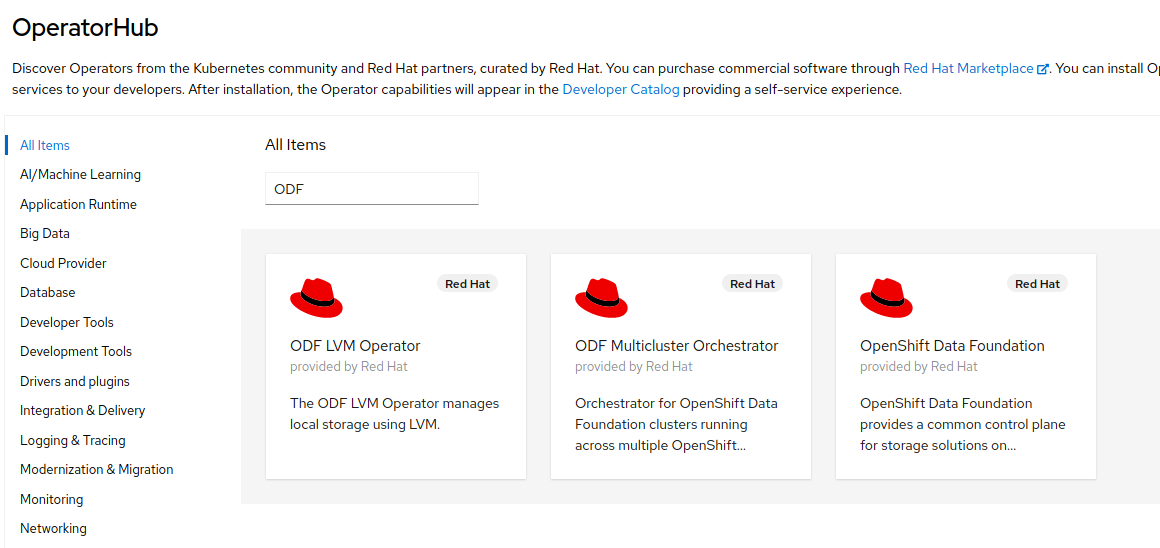 OperatorHub
Discover Operators from the Kubernetes community and Red Hat partners, curated by Red Hat. You can purchase commercial software through Red Hat Marketplace. You can install
services to your developers. After installation, the Operator capabilities will appear in the Developer Catalog providing a self-service experience.
All Items
AI/Machine Learning
Application Runtime
Big Data
Cloud Provider
Database
Developer Tools
Development Tools
Drivers and plugins
Integration & Delivery
Logging & Tracing
Modernization & Migration
Monitoring
Networking
All Items
ODF
Red Hat
ODF LVM Operator
provided by Red Hat
The ODF LVM Operator manages
local storage using LVM.
Red Hat
ODF Multicluster Orchestrator
provided by Red Hat
Orchestrator for OpenShift Data
Foundation clusters running
across multiple OpenShift...
Red Hat
OpenShift Data Foundation
provided by Red Hat
OpenShift Data Foundation
provides a common control plane
for storage solutions on...